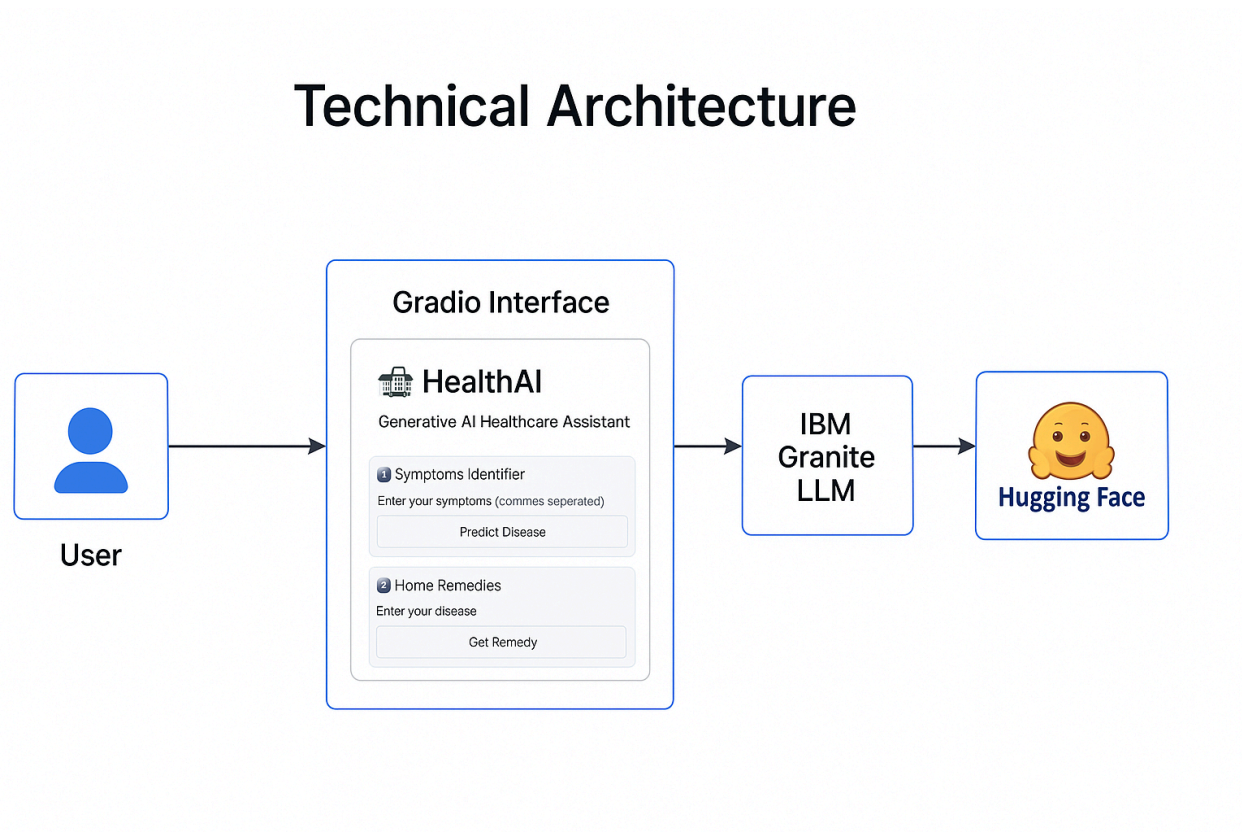 Technical Architecture
Gradio Interface
HealthAI
Generative AI Healthcare Assistant
1 Symptoms Identifier
Enter your symptoms (commes seperated)
Predict Disease
2 Home Remedies
Enter your disease
Get Remedy
User
IBM
Granite
LLM
Hugging Face